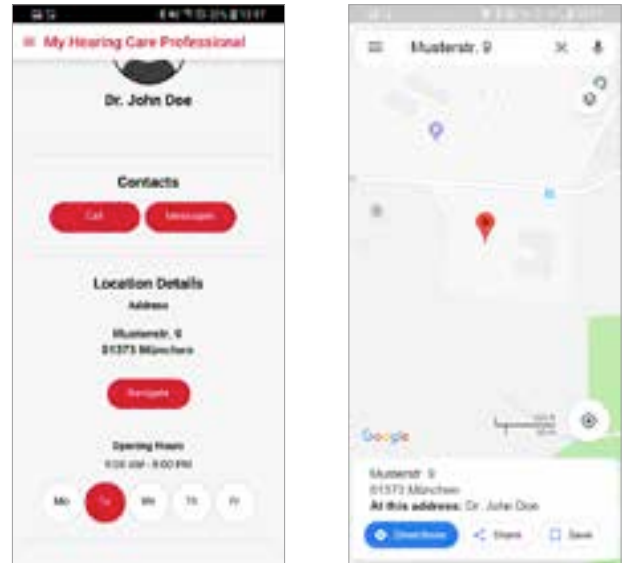 My Hearing Care Professional
Dr. John Doe
Contacts
Call Messages
Location Details
Address
Musterstr. 9
81373 München
Navigate
Opening Hours
Mo Tu We Th Fr
Musterstr. 9
Google
Musterstr. 9
81373 München
At this address: Dr. John Doe
Directions Share Save